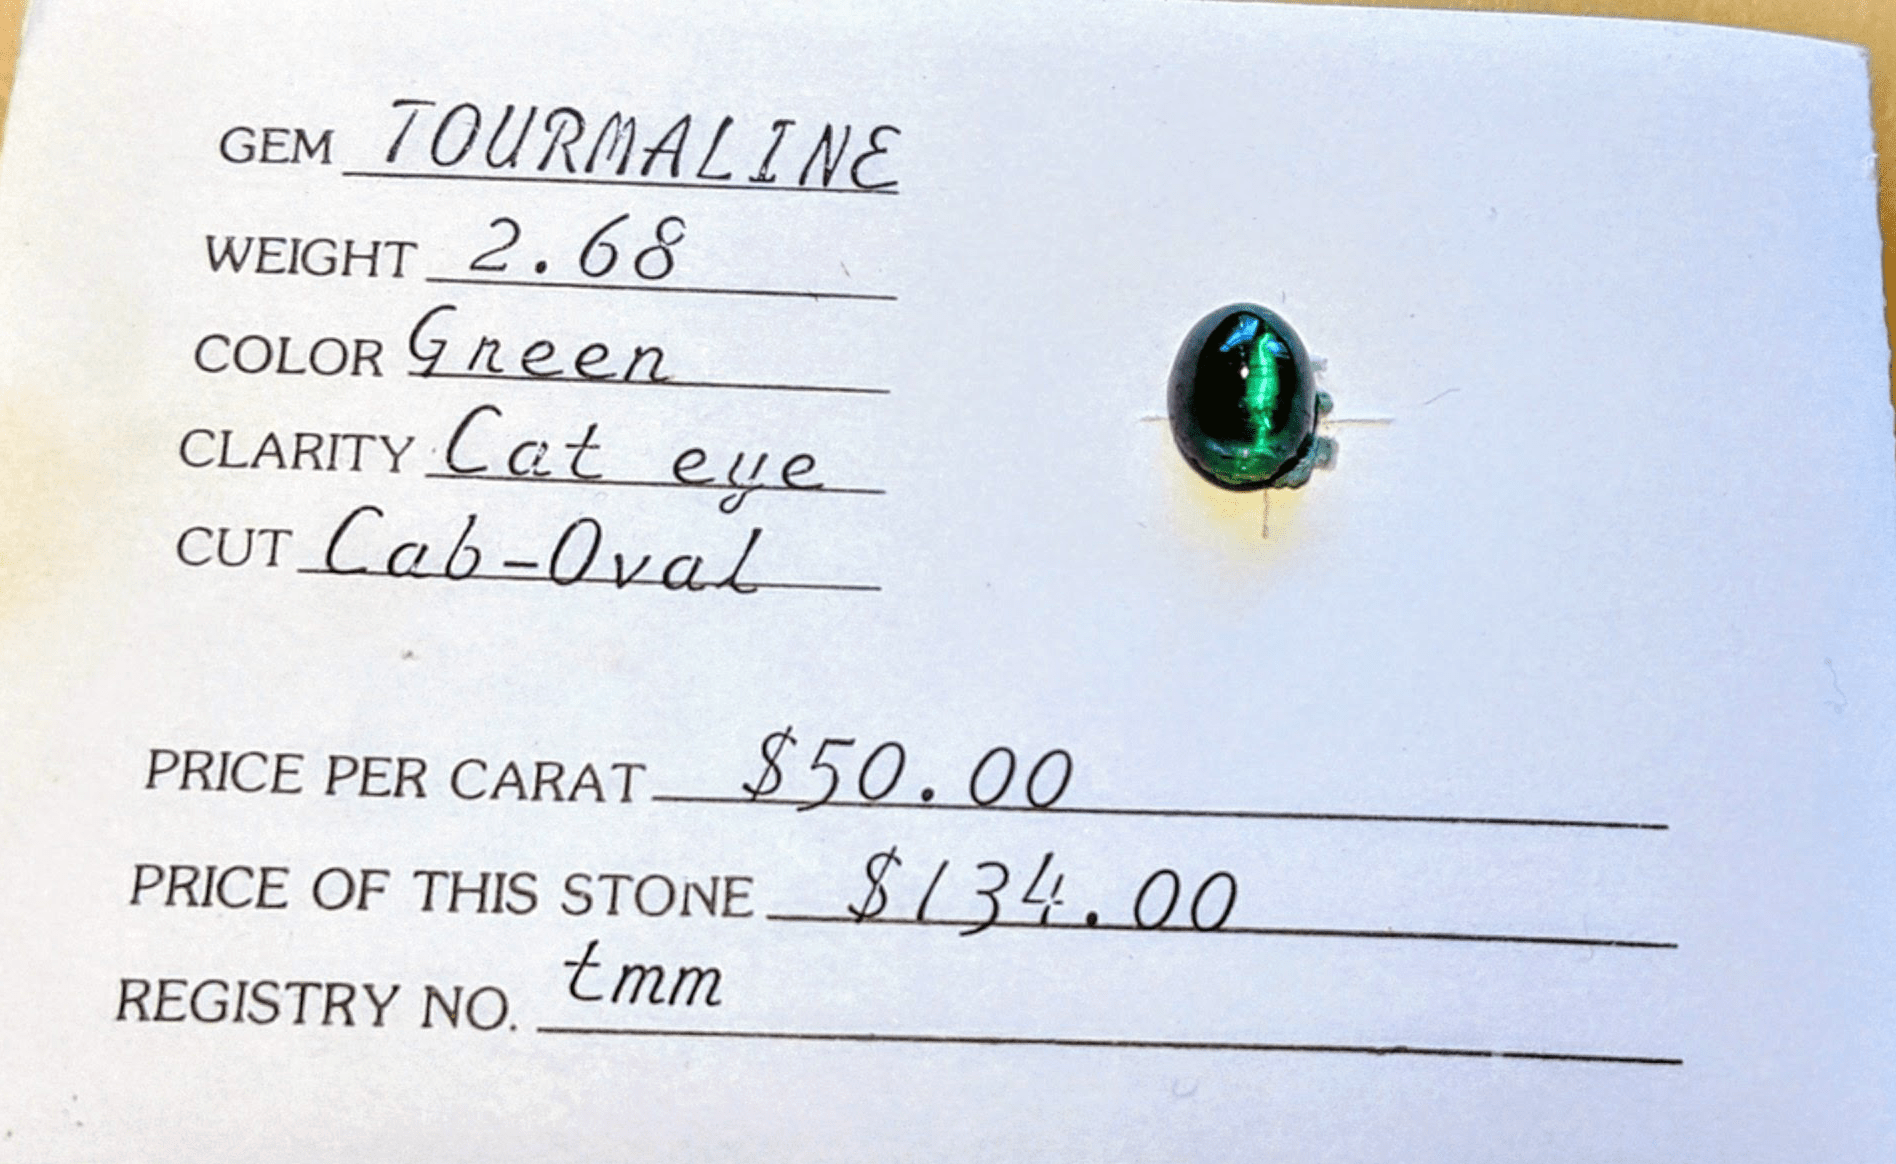 GEM TOURMALINE
WEIGHT 2.68
COLOR Green
CLARITY Cat eye
CUT Cab-Oval
PRICE PER CARAT $50.00
PRICE OF THIS STONE $134.00
REGISTRY NO. tmm